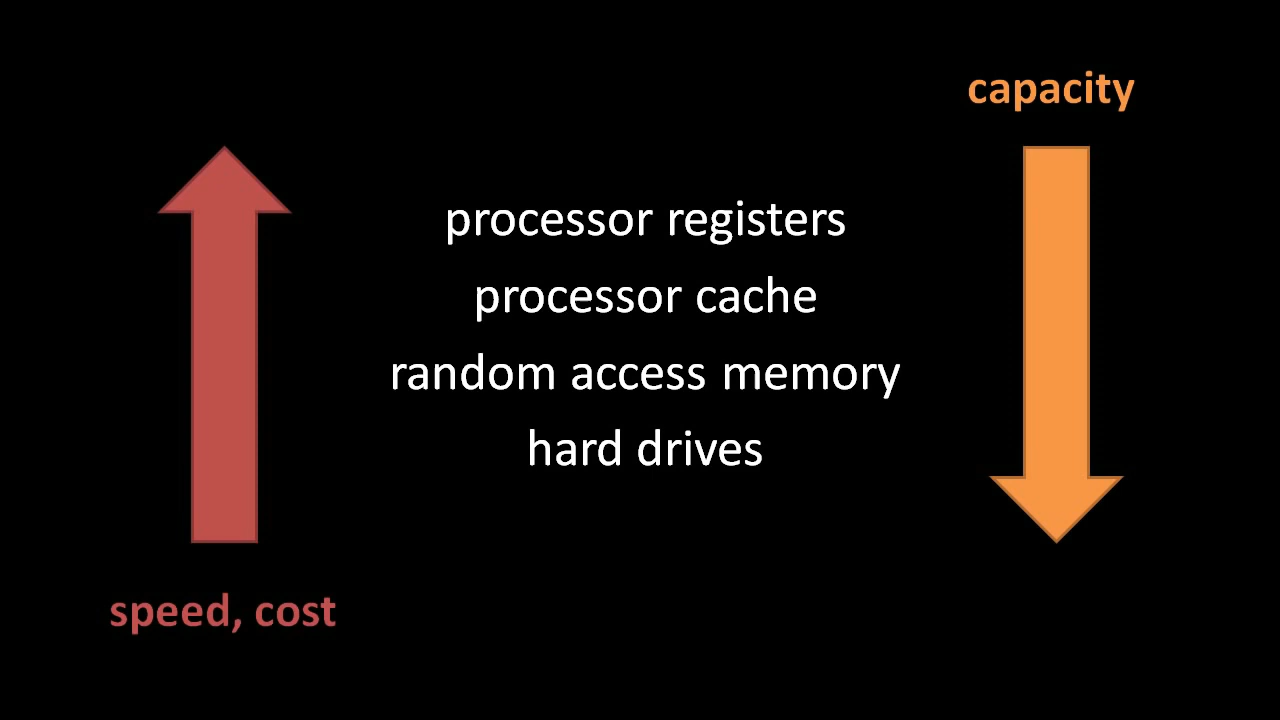 capacity
processor registers
processor cache
random access memory
hard drives
speed, cost